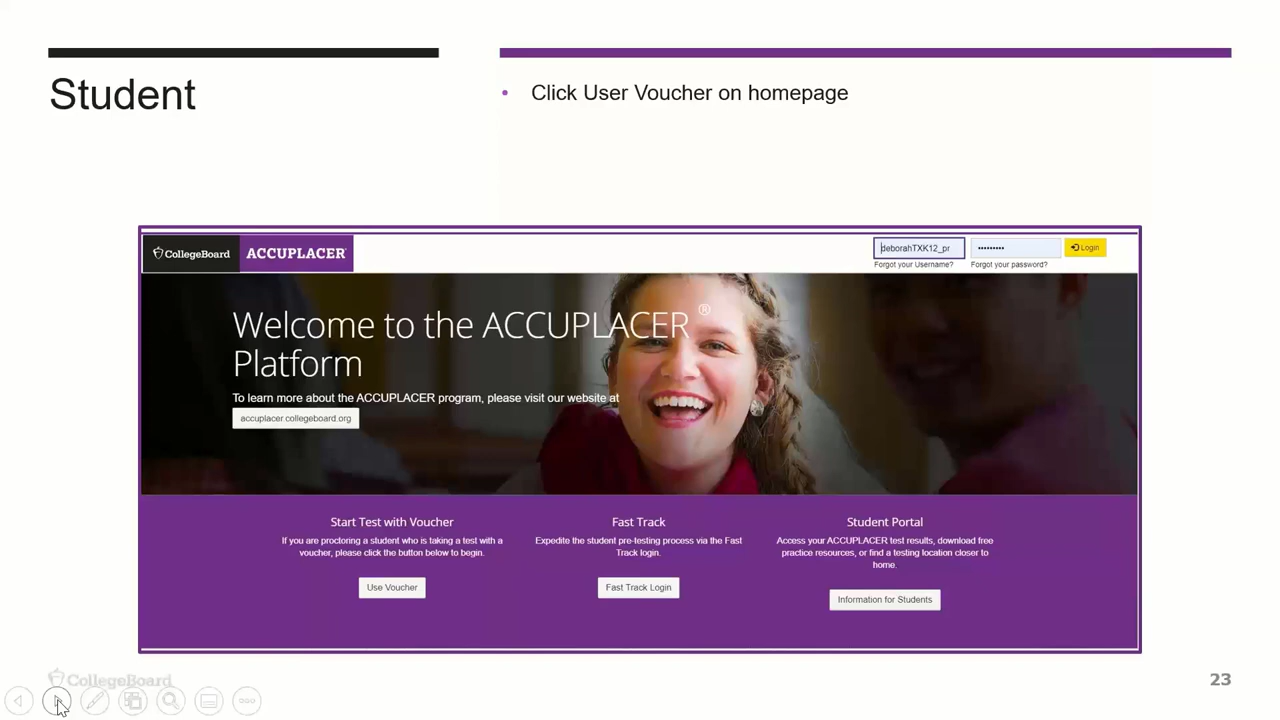 Student
• Click User Voucher on homepage
CollegeBoard ACCUPLACER
deborahTXK12_pr ••••••••• Login
Forgot your Username? Forgot your password?
Welcome to the ACCUPLACER ®
Platform
To learn more about the ACCUPLACER program, please visit our website at
accuplacer.collegeboard.org
Start Test with Voucher
If you are proctoring a student who is taking a test with a
voucher, please click the button below to begin.
Use Voucher
Fast Track
Expedite the student pre-testing process via the Fast
Track login.
Fast Track Login
Student Portal
Access your ACCUPLACER test results, download free
practice resources, or find a testing location closer to
home.
Information for Students
CollegeBoard
23